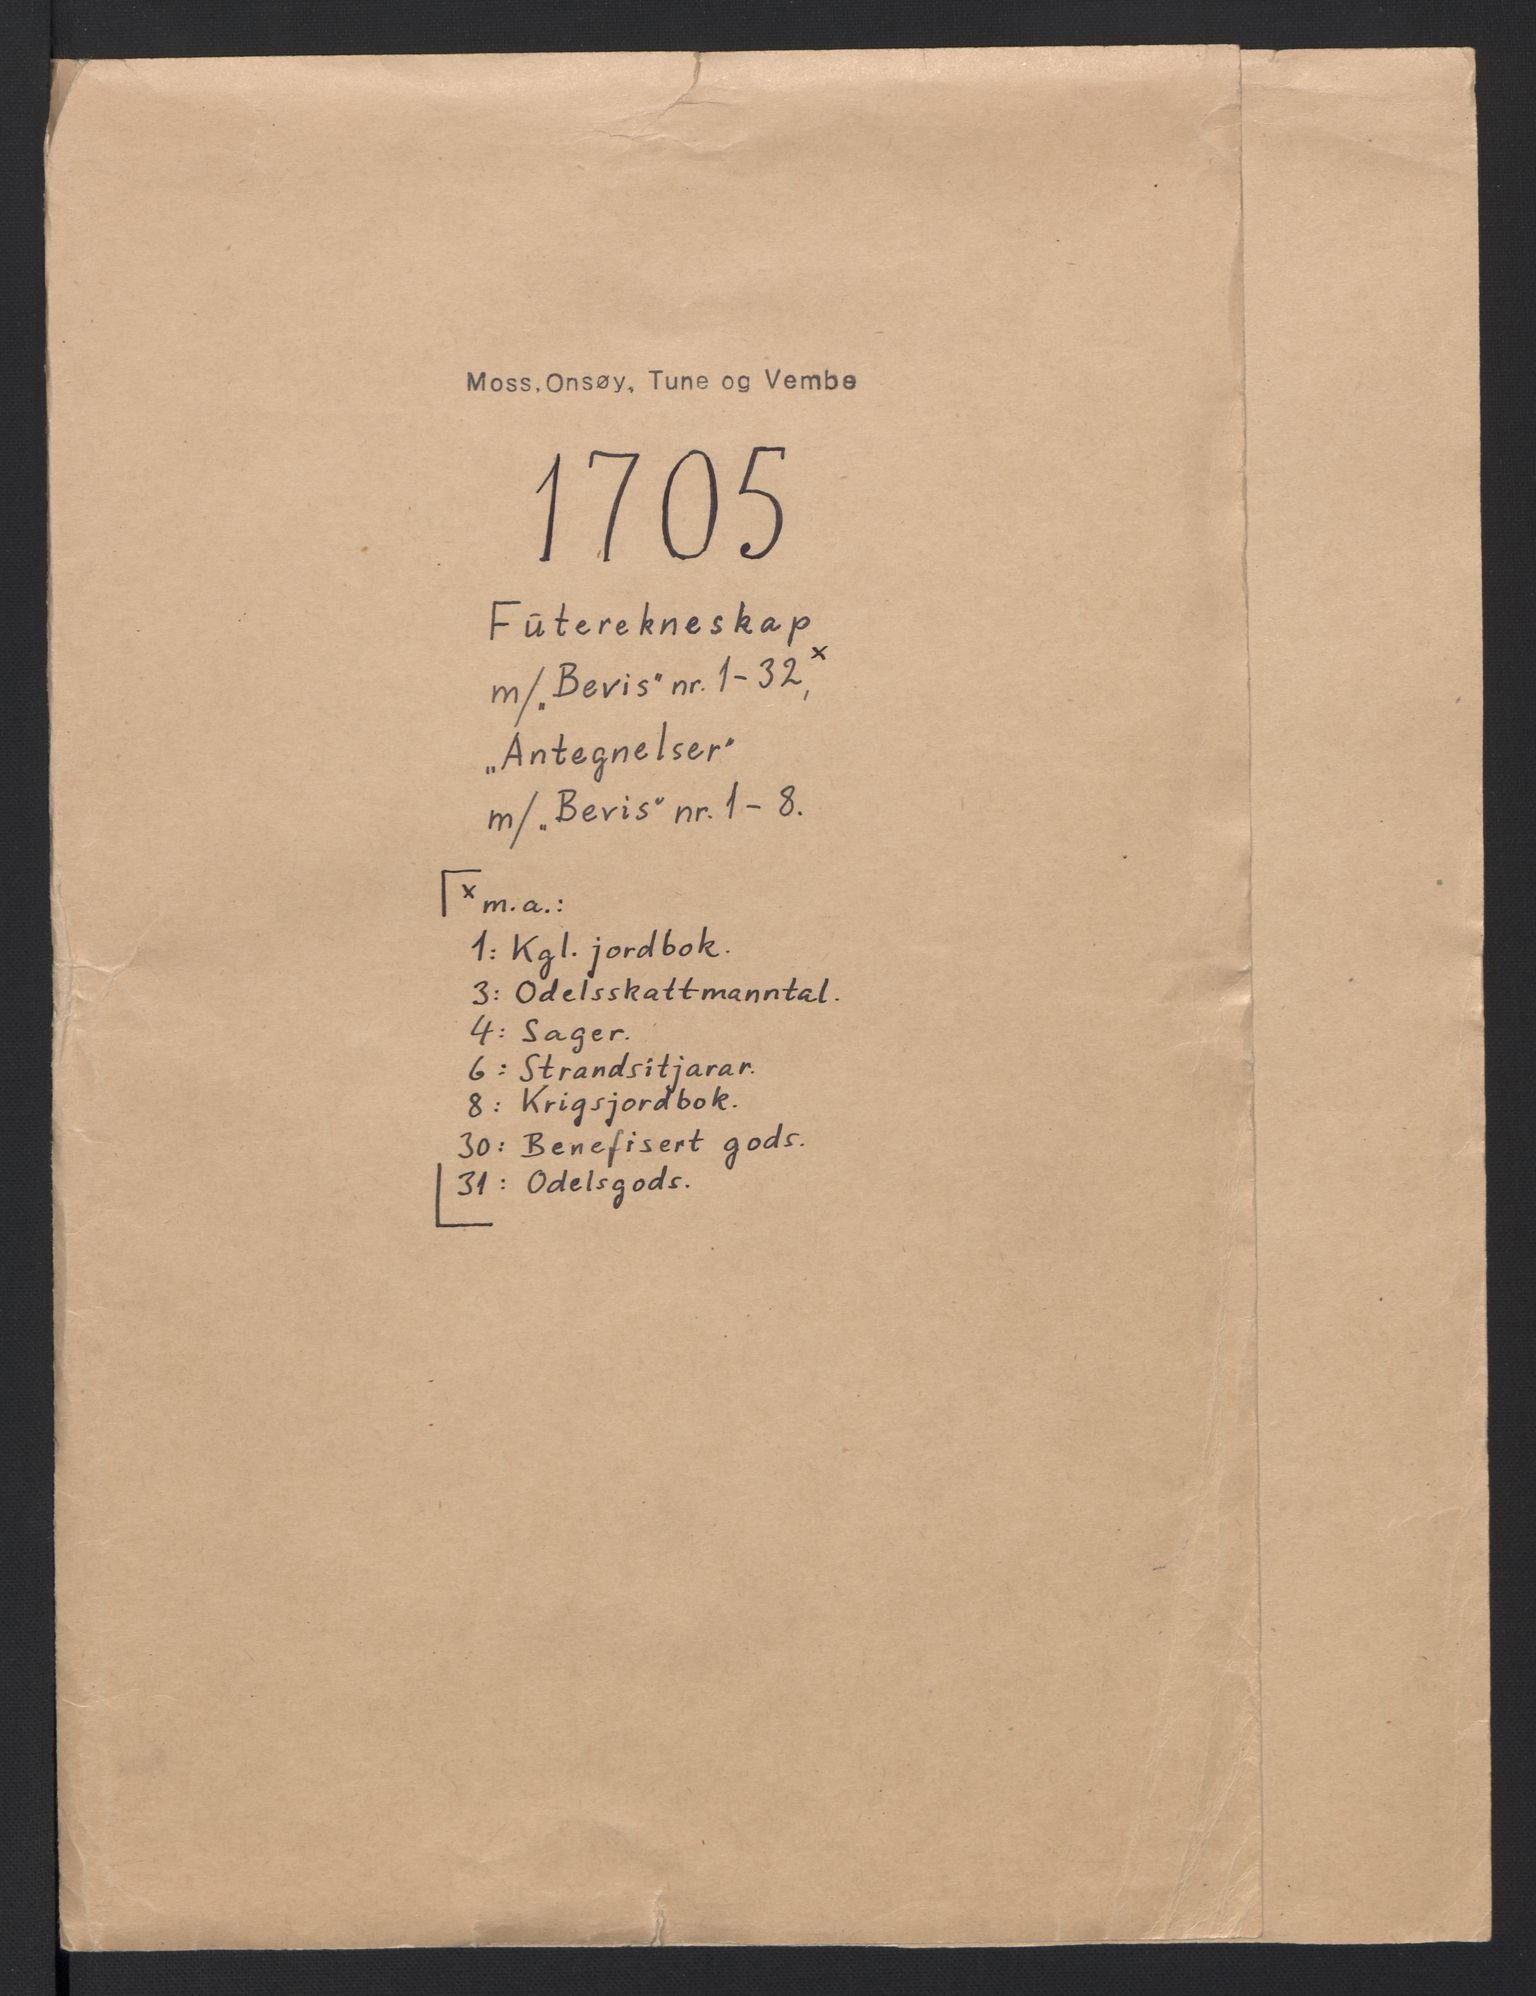 Moss, Onsøy, Tune og Vembe
1705
Fūterekneskap
m/„Bevis“ nr. 1-32,ˣ
„Antegnelser“
m/„Bevis“ nr. 1-8.
ˣ m.a.:
1: Kgl. jordbok.
3: Odelsskattmanntal.
4: Sager.
6: Strandsitjarar.
8: Krigsjordbok.
30: Benefisert gods.
31: Odelsgods.